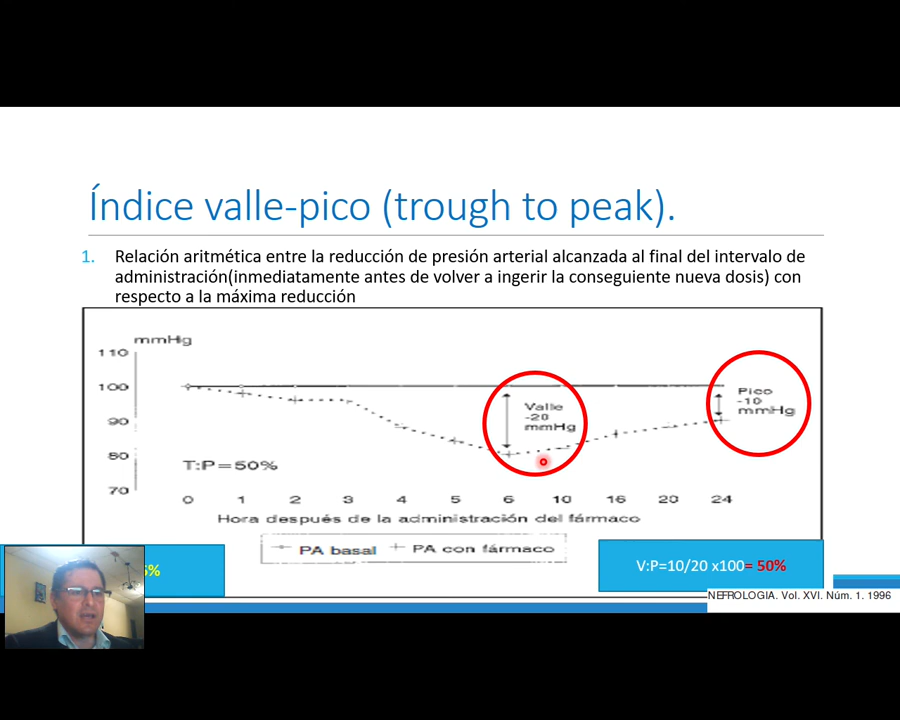 Índice valle-pico (trough to peak).
1. Relación aritmética entre la reducción de presión arterial alcanzada al final del intervalo de
administración(inmediatamente antes de volver a ingerir la consiguiente nueva dosis) con
respecto a la máxima reducción
mmHg
110
100
90
80
70
Valle
-20
mmHg
Pico
-10
mmHg
T:P=50%
0 1 2 3 4 5 6 10 16 20 24
Hora después de la administración del fármaco
PA basal PA con fármaco
%
V:P=10/20 x100= 50%
NEFROLOGIA. Vol. XVI. Núm. 1. 1996